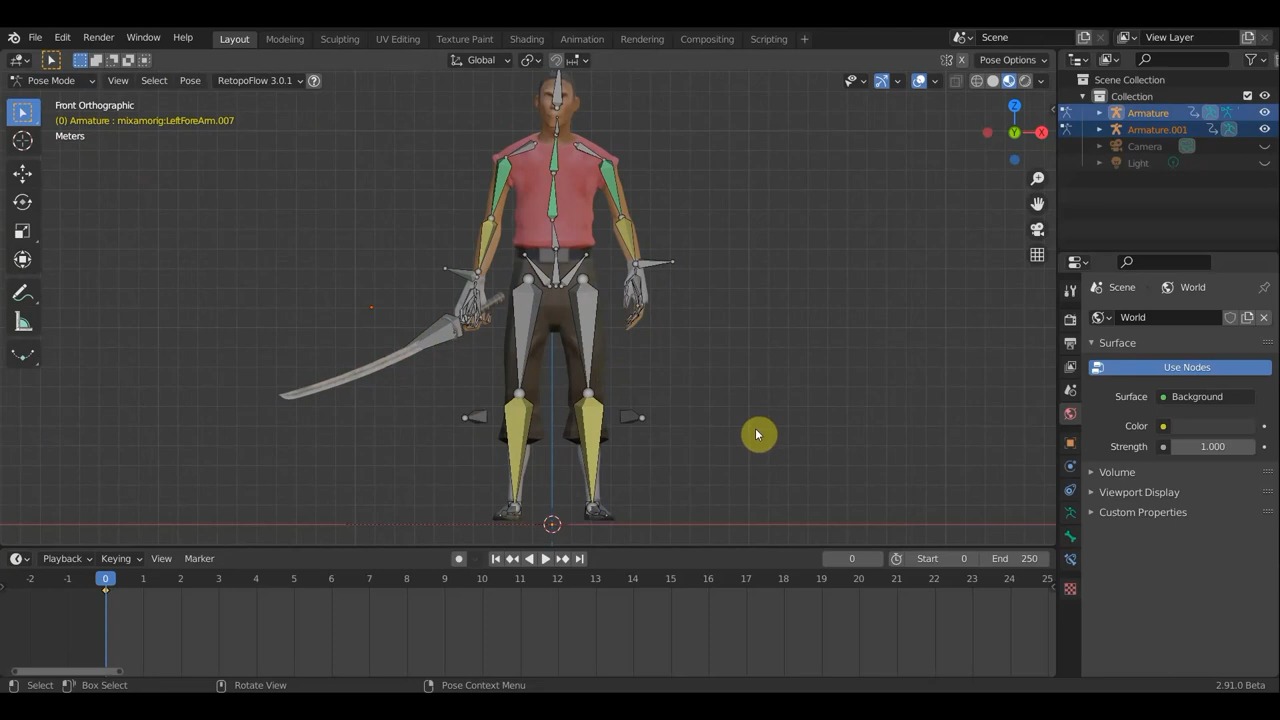 File Edit Render Window Help Layout Modeling Sculpting UV Editing Texture Paint Shading Animation Rendering Compositing Scripting + Scene View Layer
Global Pose Options
Pose Mode View Select Pose RetopoFlow 3.0.1 ?
Scene Collection
Collection
Armature
Armature.001
Camera
Light
Front Orthographic
(0) Armature : mixamorig:LeftForeArm.007
Meters
Z
Y
X
Scene World
World
Surface
Use Nodes
Surface Background
Color
Strength 1.000
Volume
Viewport Display
Custom Properties
Playback Keying View Marker 0 Start 0 End 250
-2 -1 0 1 2 3 4 5 6 7 8 9 10 11 12 13 14 15 16 17 18 19 20 21 22 23 24 25
Select Box Select Rotate View Pose Context Menu 2.91.0 Beta